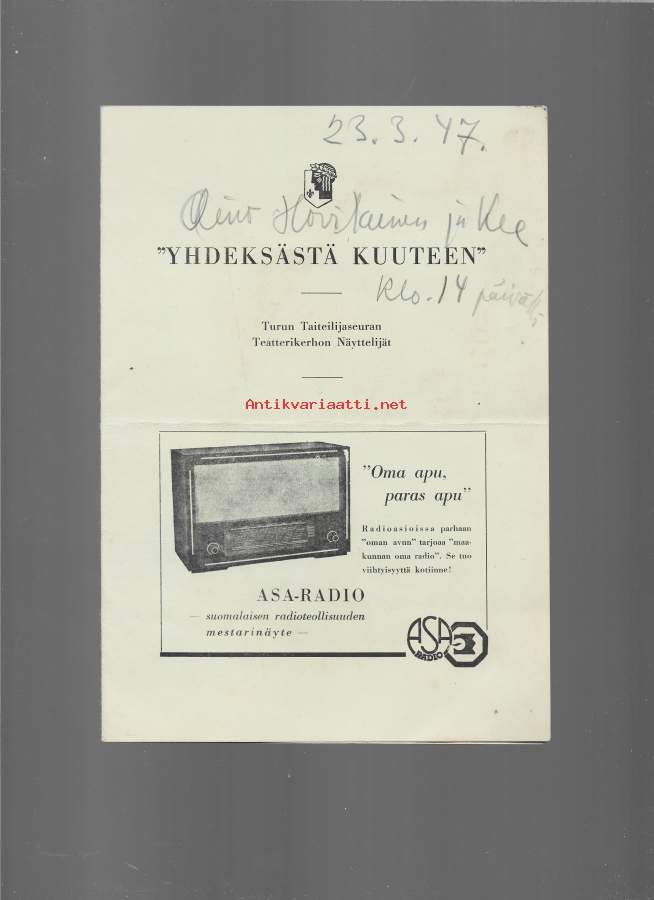 23.3.47.
"YHDEKSÄSTÄ KUUTEEN"
Klo. 14 päivällä
Turun Taiteilijaseuran
Teatterikerhon Näyttelijät
Antikvariaatti.net
"Oma apu,
paras apu"
Radioasioissa parhaan
"oman avun" tarjoaa "maa-
kunnan oma radio". Se tuo
viihtyisyyttä kotiinne!
ASA-RADIO
— suomalaisen radioteollisuuden
mestarinäyte —
ASA
RADIO